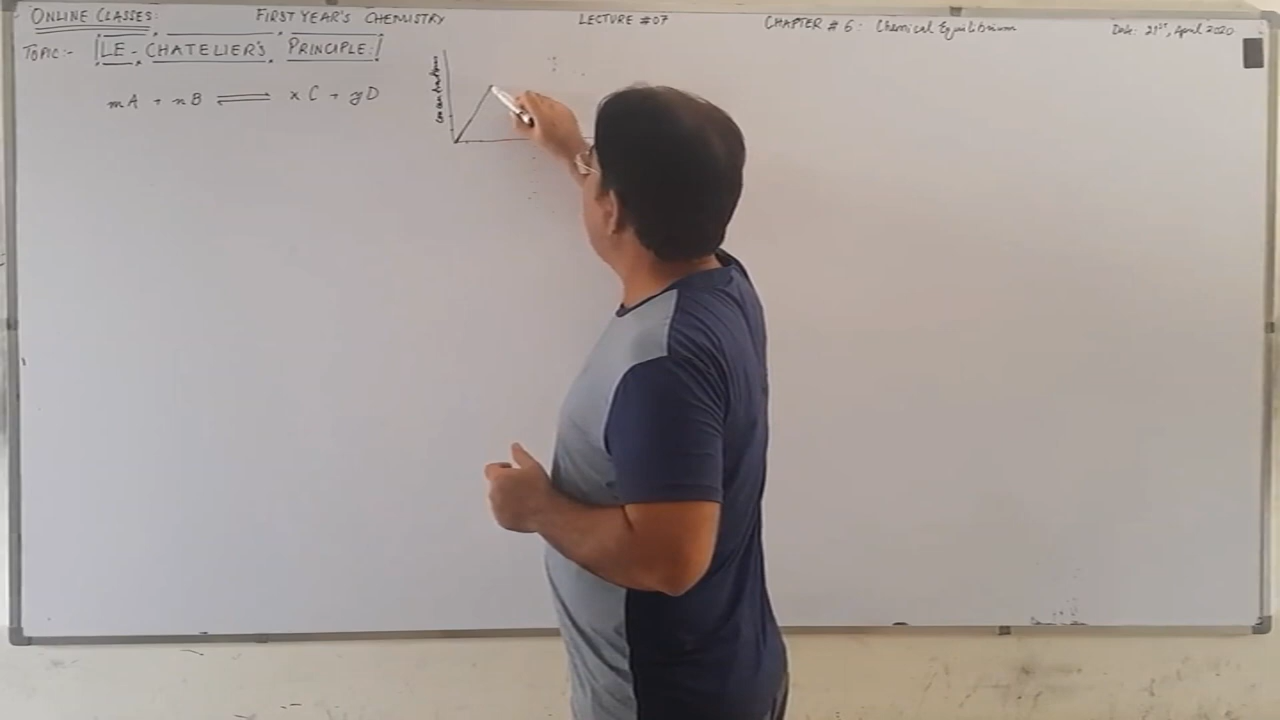 ONLINE CLASSES: FIRST YEAR'S CHEMISTRY LECTURE #07 CHAPTER # 6: Chemical Equilibrium Date: 21st, April 2020
TOPIC:- LE-CHATELIER'S PRINCIPLE:
mA + nB ⇌ xC + yD